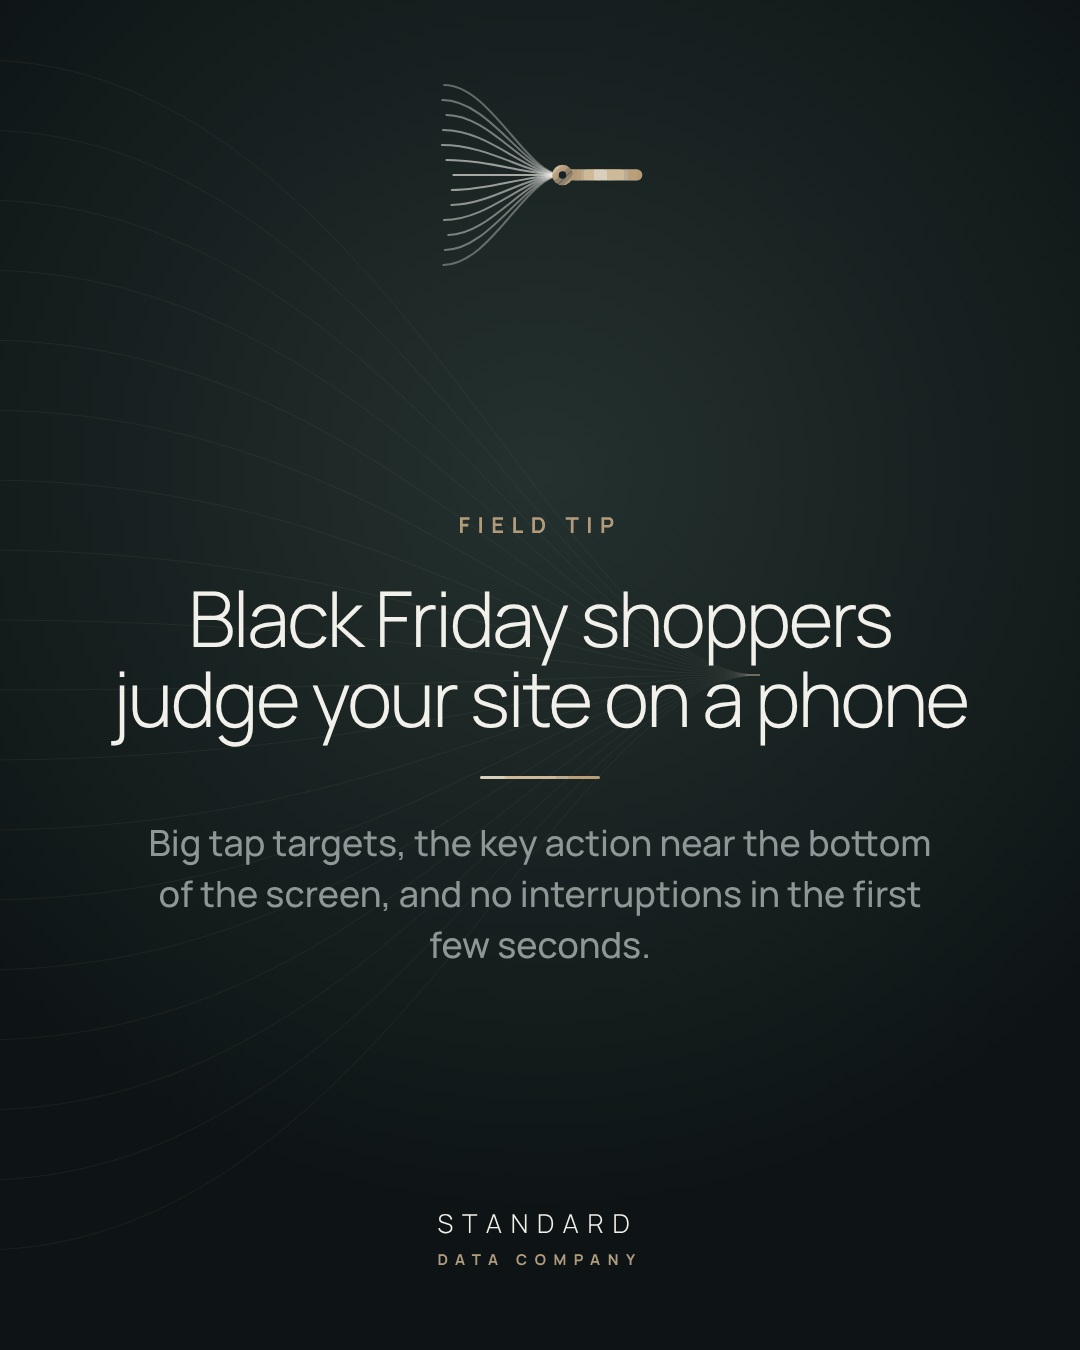 FIELD TIP
Black Friday shoppers
judge your site on a phone
Big tap targets, the key action near the bottom
of the screen, and no interruptions in the first
few seconds.
STANDARD
DATA COMPANY